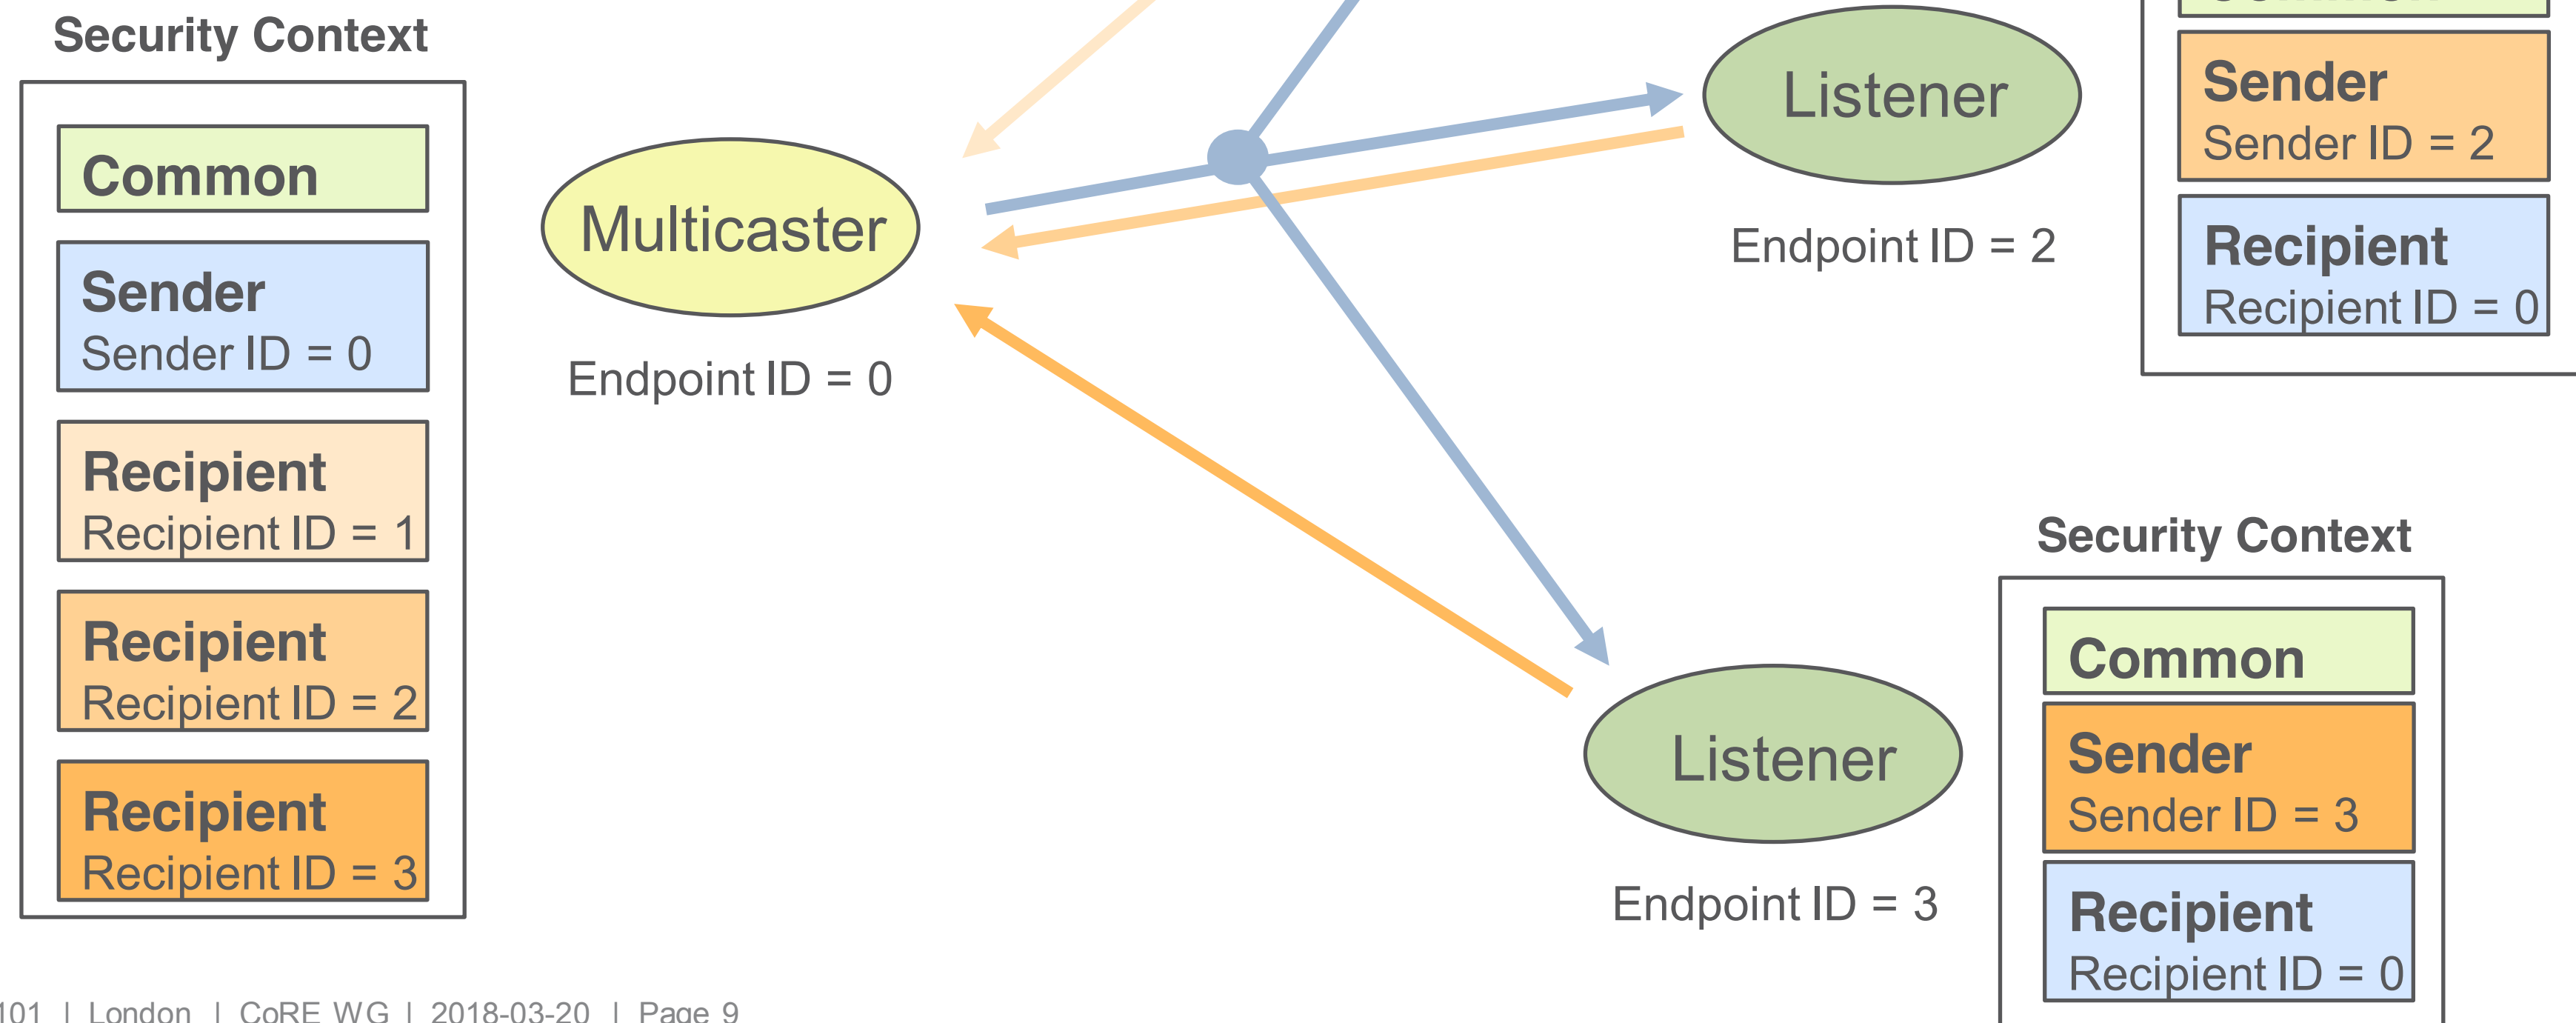 Security Context
Common
Sender
Sender ID = 0
Recipient
Recipient ID = 1
Recipient
Recipient ID = 2
Recipient
Recipient ID = 3
Multicaster
Endpoint ID = 0
Listener
Endpoint ID = 2
Sender
Sender ID = 2
Recipient
Recipient ID = 0
Listener
Endpoint ID = 3
Security Context
Common
Sender
Sender ID = 3
Recipient
Recipient ID = 0
101 | London | CoRE WG | 2018-03-20 | Page 9